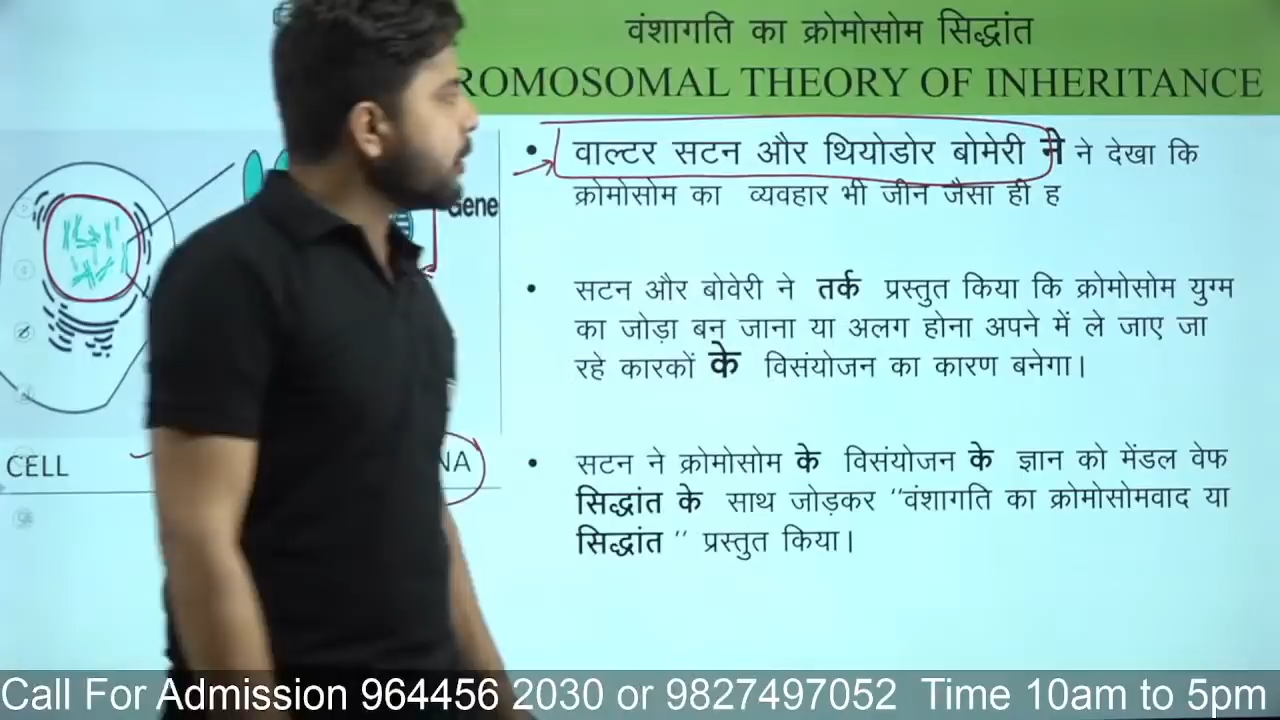 वंशागति का क्रोमोसोम सिद्धांत
ROMOSOMAL THEORY OF INHERITANCE
• वाल्टर सटन और थियोडोर बोमेरी ने ने देखा कि
क्रोमोसोम का व्यवहार भी जीन जैसा ही ह
Gene
• सटन और बोवेरी ने तर्क प्रस्तुत किया कि क्रोमोसोम युग्म
का जोड़ा बन जाना या अलग होना अपने में ले जाए जा
रहे कारकों के विसंयोजन का कारण बनेगा।
CELL
NA
• सटन ने क्रोमोसोम के विसंयोजन के ज्ञान को मेंडल वेफ
सिद्धांत के साथ जोड़कर ''वंशागति का क्रोमोसोमवाद या
सिद्धांत '' प्रस्तुत किया।
Call For Admission 964456 2030 or 9827497052 Time 10am to 5pm